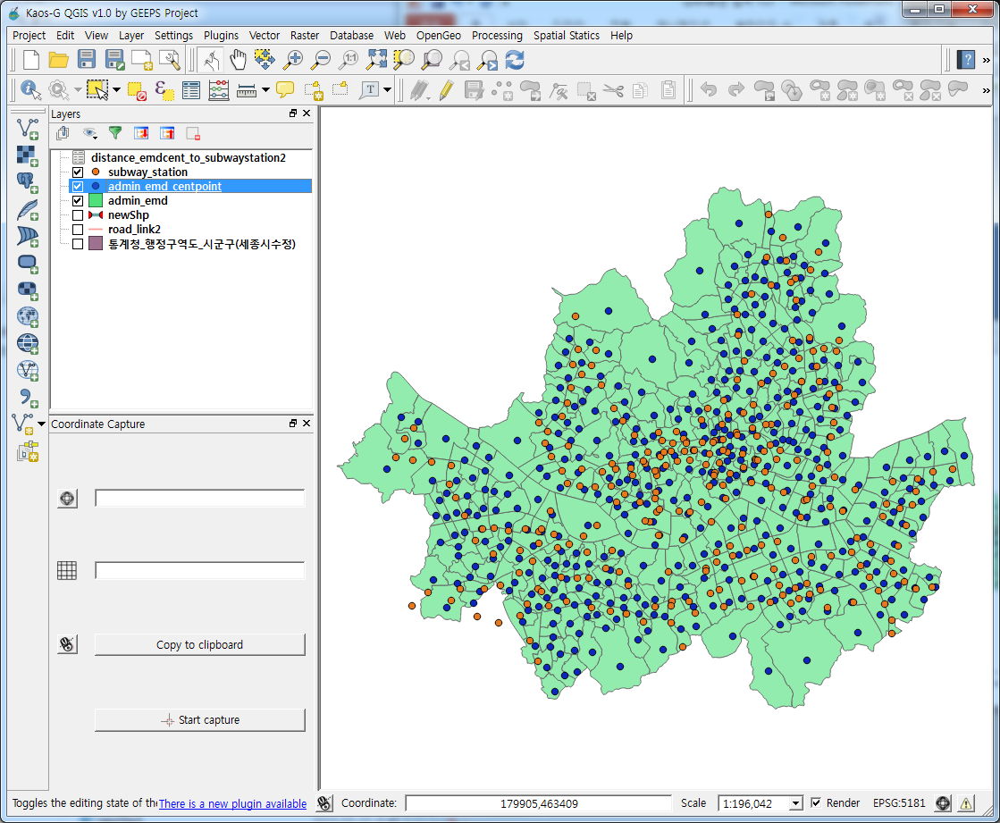 Kaos-G QGIS v1.0 by GEEPS Project
Project Edit View Layer Settings Plugins Vector Raster Database Web OpenGeo Processing Spatial Statics Help
1:1
T
Layers
distance_emdcent_to_subwaystation2
subway_station
admin_emd_centpoint
admin_emd
newShp
road_link2
통계청_행정구역도_시군구(세종시수정)
Coordinate Capture
Copy to clipboard
Start capture
Toggles the editing state of the There is a new plugin available Coordinate: 179905,463409 Scale 1:196,042 Render EPSG:5181